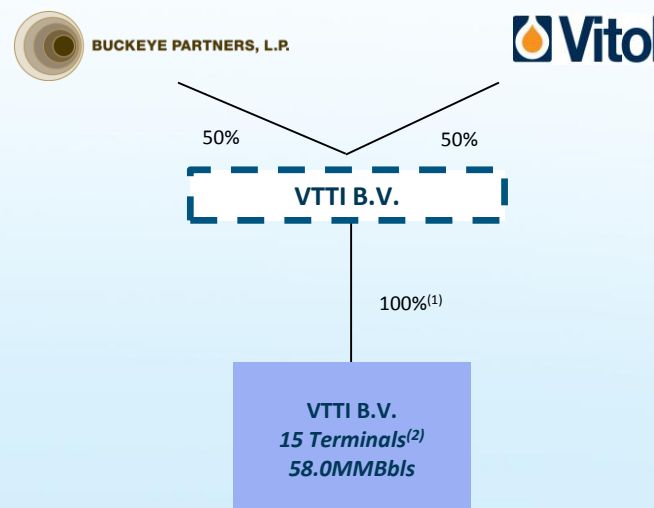 BUCKEYE PARTNERS, L.P.
Vitol
50%
50%
VTTI B.V.
100%(1)
VTTI B.V.
15 Terminals(2)
58.0MMBbls